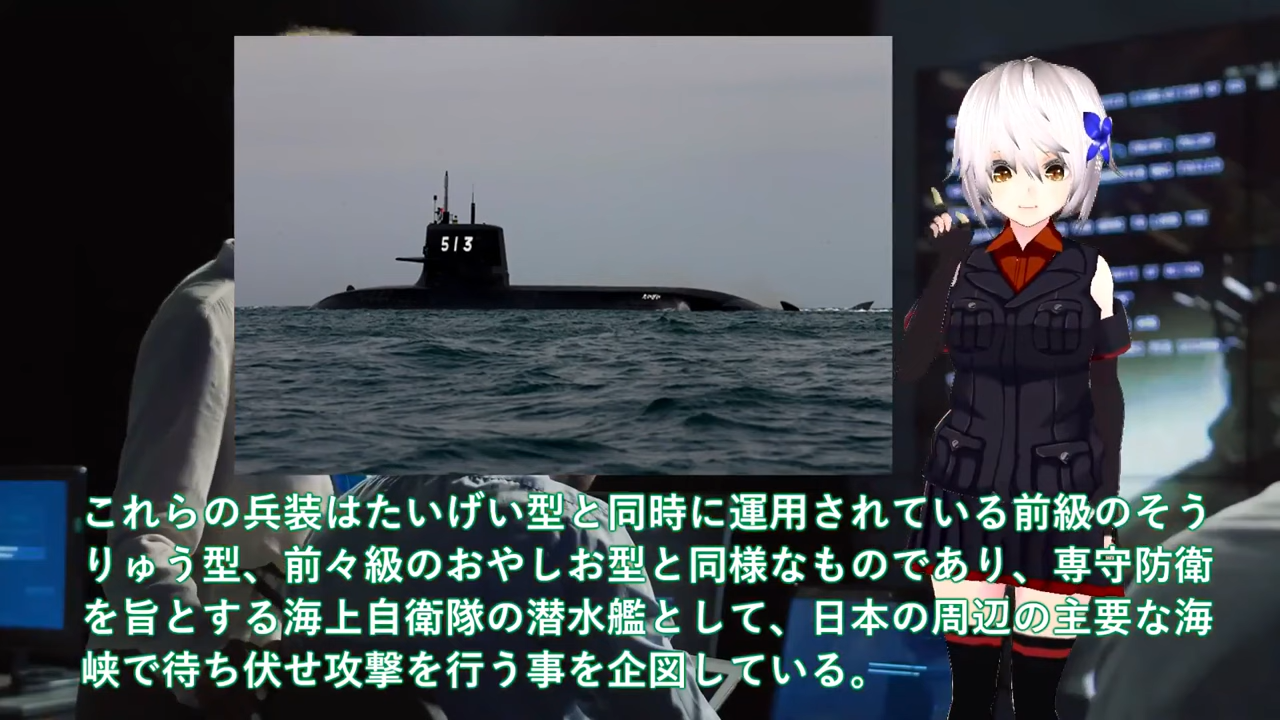 513
たいげい
これらの兵装はたいげい型と同時に運用されている前級のそう
りゅう型、前々級のおやしお型と同様なものであり、専守防衛
を旨とする海上自衛隊の潜水艦として、日本の周辺の主要な海
峡で待ち伏せ攻撃を行う事を企図している。